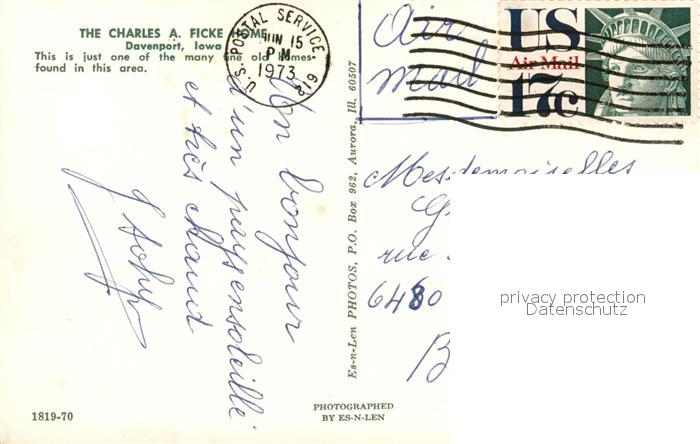 THE CHARLES A. FICKE HOME
Davenport, Iowa
This is just one of the many fine old homes
found in this area.
U.S. POSTAL SERVICE
JUN 15
PM
1973
612
Air
mail
US
Air Mail
17c
Un bonjour
d'un pays ensoleillé
et très chaud
Es-n-Len PHOTOS, P.O. Box 962, Aurora, Ill. 60507
Mesdemoiselles
rue
6480
B
privacy protection
Datenschutz
1819-70
PHOTOGRAPHED
BY ES-N-LEN